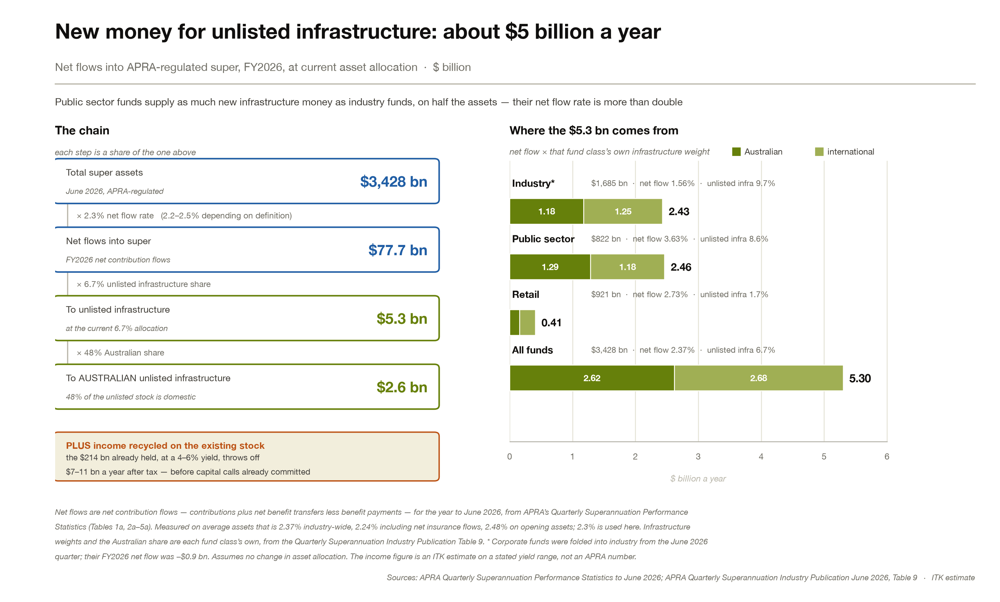 New money for unlisted infrastructure: about $5 billion a year
Net flows into APRA-regulated super, FY2026, at current asset allocation · $ billion
Public sector funds supply as much new infrastructure money as industry funds, on half the assets — their net flow rate is more than double
The chain
each step is a share of the one above
Total super assets
June 2026, APRA-regulated
$3,428 bn
× 2.3% net flow rate (2.2–2.5% depending on definition)
Net flows into super
FY2026 net contribution flows
$77.7 bn
× 6.7% unlisted infrastructure share
To unlisted infrastructure
at the current 6.7% allocation
$5.3 bn
× 48% Australian share
To AUSTRALIAN unlisted infrastructure
48% of the unlisted stock is domestic
$2.6 bn
PLUS income recycled on the existing stock
the $214 bn already held, at a 4–6% yield, throws off
$7–11 bn a year after tax — before capital calls already committed
Where the $5.3 bn comes from
net flow × that fund class’s own infrastructure weight
Australian
international
Industry*
$1,685 bn · net flow 1.56% · unlisted infra 9.7%
1.18
1.25
2.43
Public sector
$822 bn · net flow 3.63% · unlisted infra 8.6%
1.29
1.18
2.46
Retail
$921 bn · net flow 2.73% · unlisted infra 1.7%
0.41
All funds
$3,428 bn · net flow 2.37% · unlisted infra 6.7%
2.62
2.68
5.30
0 1 2 3 4 5 6
$ billion a year
Net flows are net contribution flows — contributions plus net benefit transfers less benefit payments — for the year to June 2026, from APRA’s Quarterly Superannuation Performance
Statistics (Tables 1a, 2a–5a). Measured on average assets that is 2.37% industry-wide, 2.24% including net insurance flows, 2.48% on opening assets; 2.3% is used here. Infrastructure
weights and the Australian share are each fund class’s own, from the Quarterly Superannuation Industry Publication Table 9. * Corporate funds were folded into industry from the June 2026
quarter; their FY2026 net flow was –$0.9 bn. Assumes no change in asset allocation. The income figure is an ITK estimate on a stated yield range, not an APRA number.
Sources: APRA Quarterly Superannuation Performance Statistics to June 2026; APRA Quarterly Superannuation Industry Publication June 2026, Table 9 · ITK estimate